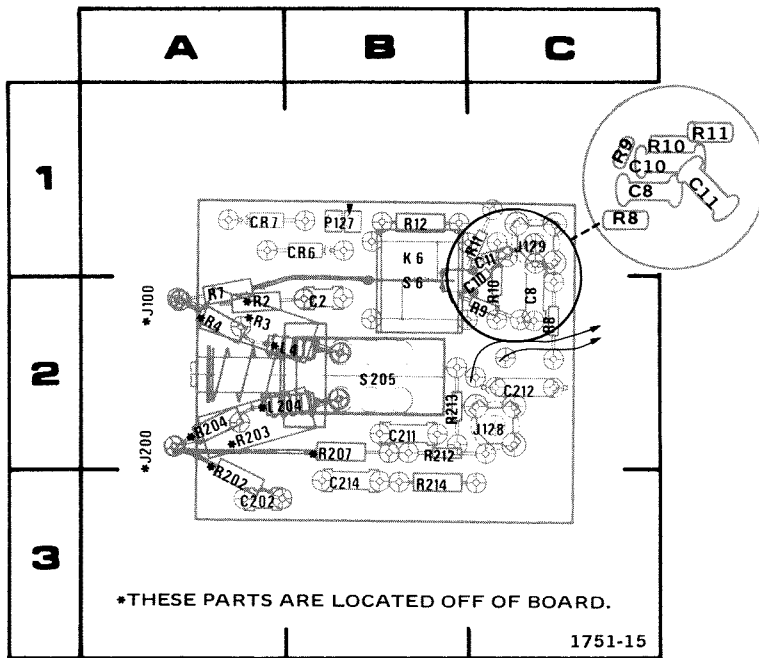 A B C
1
R9
R10
R11
C10
C8
C11
R8
CR7
P127
R12
R11
J129
CR6
K6
C11
S6
C10
R10
C8
R9
R8
*J100
R7
*R2
C2
*R4
*R3
*L4
2
S205
*L204
R213
C212
*R204
*R203
C211
J128
*J200
*R207
R212
*R202
C202
C214
R214
3
*THESE PARTS ARE LOCATED OFF OF BOARD.
1751-15